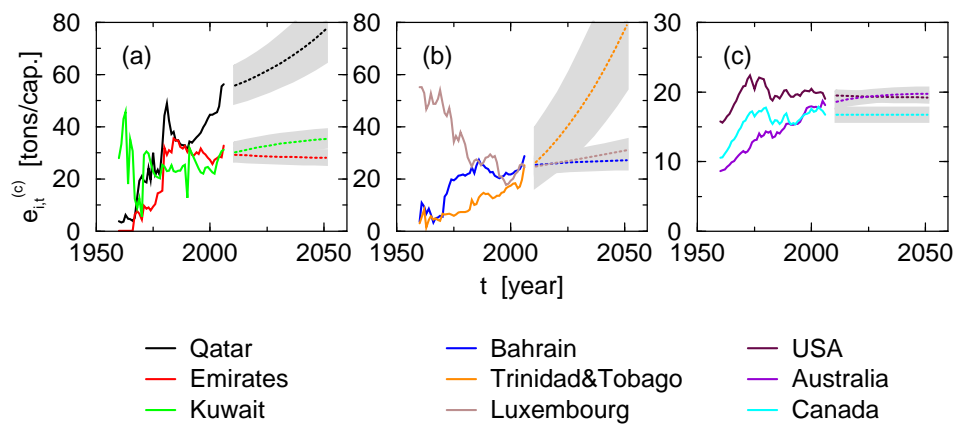 80 80 30
(a) (b) (c)
60 60
20
40 40
10
20 20
0 0 0
e_{i,t}^{(c)} [tons/cap.]
1950 2000 2050 1950 2000 2050 1950 2000 2050
t [year]
Qatar Bahrain USA
Emirates Trinidad&Tobago Australia
Kuwait Luxembourg Canada